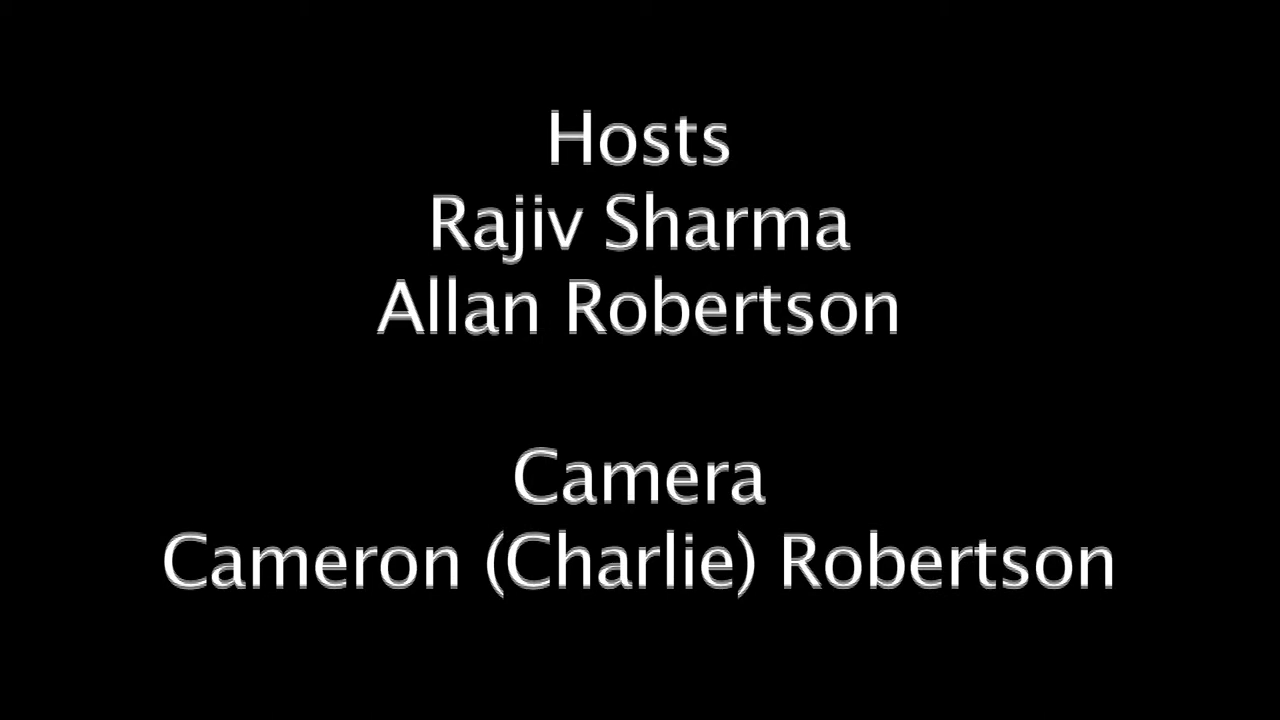 Hosts
Rajiv Sharma
Allan Robertson
Camera
Cameron (Charlie) Robertson